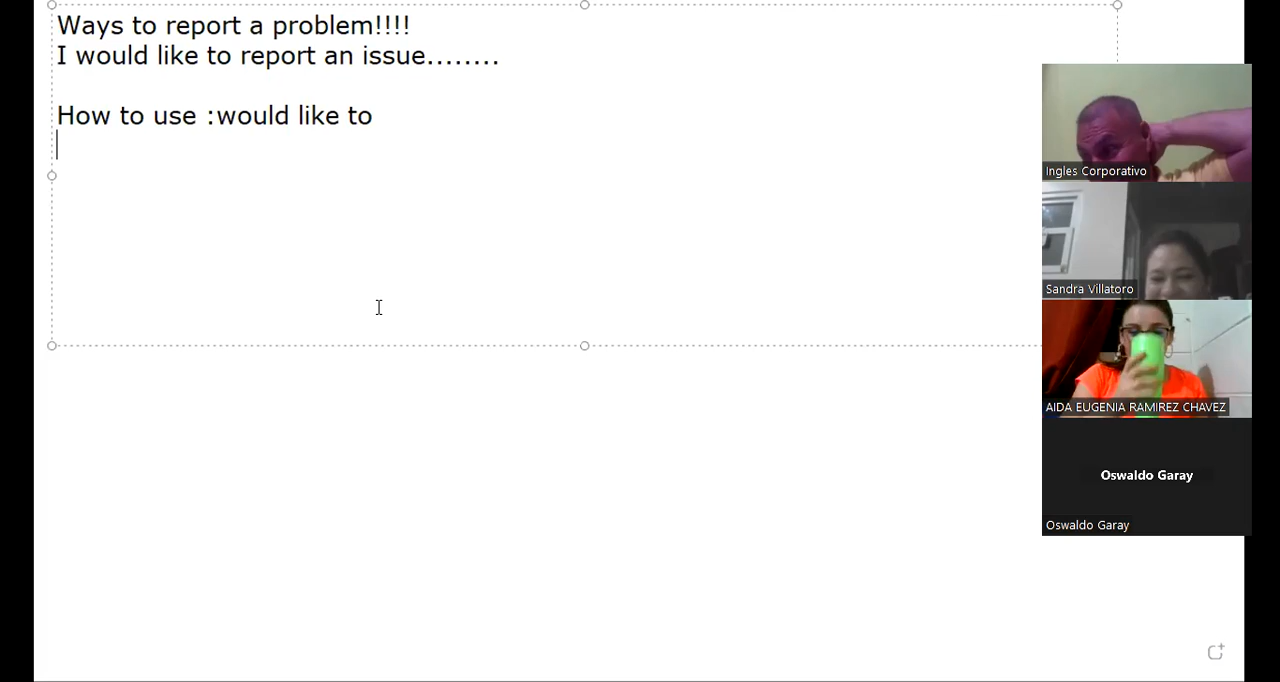 Ways to report a problem!!!!
I would like to report an issue........
How to use :would like to
Ingles Corporativo
Sandra Villatoro
AIDA EUGENIA RAMIREZ CHAVEZ
Oswaldo Garay
Oswaldo Garay